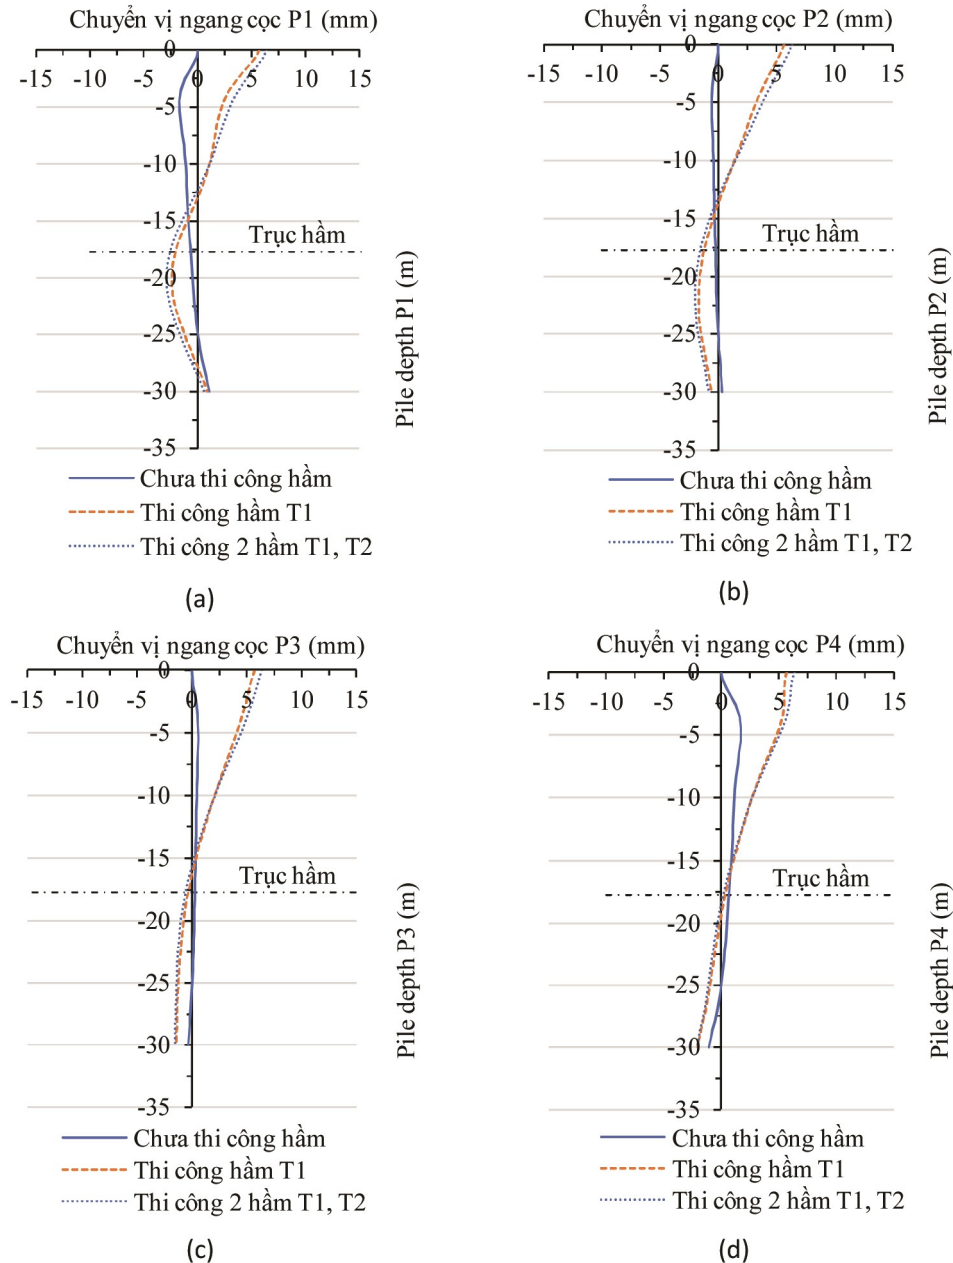 Chuyển vị ngang cọc P1 (mm)
-15 -10 -5 0 5 10 15
0
-5
-10
-15
-20
-25
-30
-35
Trục hầm
Pile depth P1 (m)
Chưa thi công hầm
Thi công hầm T1
Thi công 2 hầm T1, T2
(a)
Chuyển vị ngang cọc P2 (mm)
-15 -10 -5 0 5 10 15
0
-5
-10
-15
-20
-25
-30
-35
Trục hầm
Pile depth P2 (m)
Chưa thi công hầm
Thi công hầm T1
Thi công 2 hầm T1, T2
(b)
Chuyển vị ngang cọc P3 (mm)
-15 -10 -5 0 5 10 15
0
-5
-10
-15
-20
-25
-30
-35
Trục hầm
Pile depth P3 (m)
Chưa thi công hầm
Thi công hầm T1
Thi công 2 hầm T1, T2
(c)
Chuyển vị ngang cọc P4 (mm)
-15 -10 -5 0 5 10 15
0
-5
-10
-15
-20
-25
-30
-35
Trục hầm
Pile depth P4 (m)
Chưa thi công hầm
Thi công hầm T1
Thi công 2 hầm T1, T2
(d)